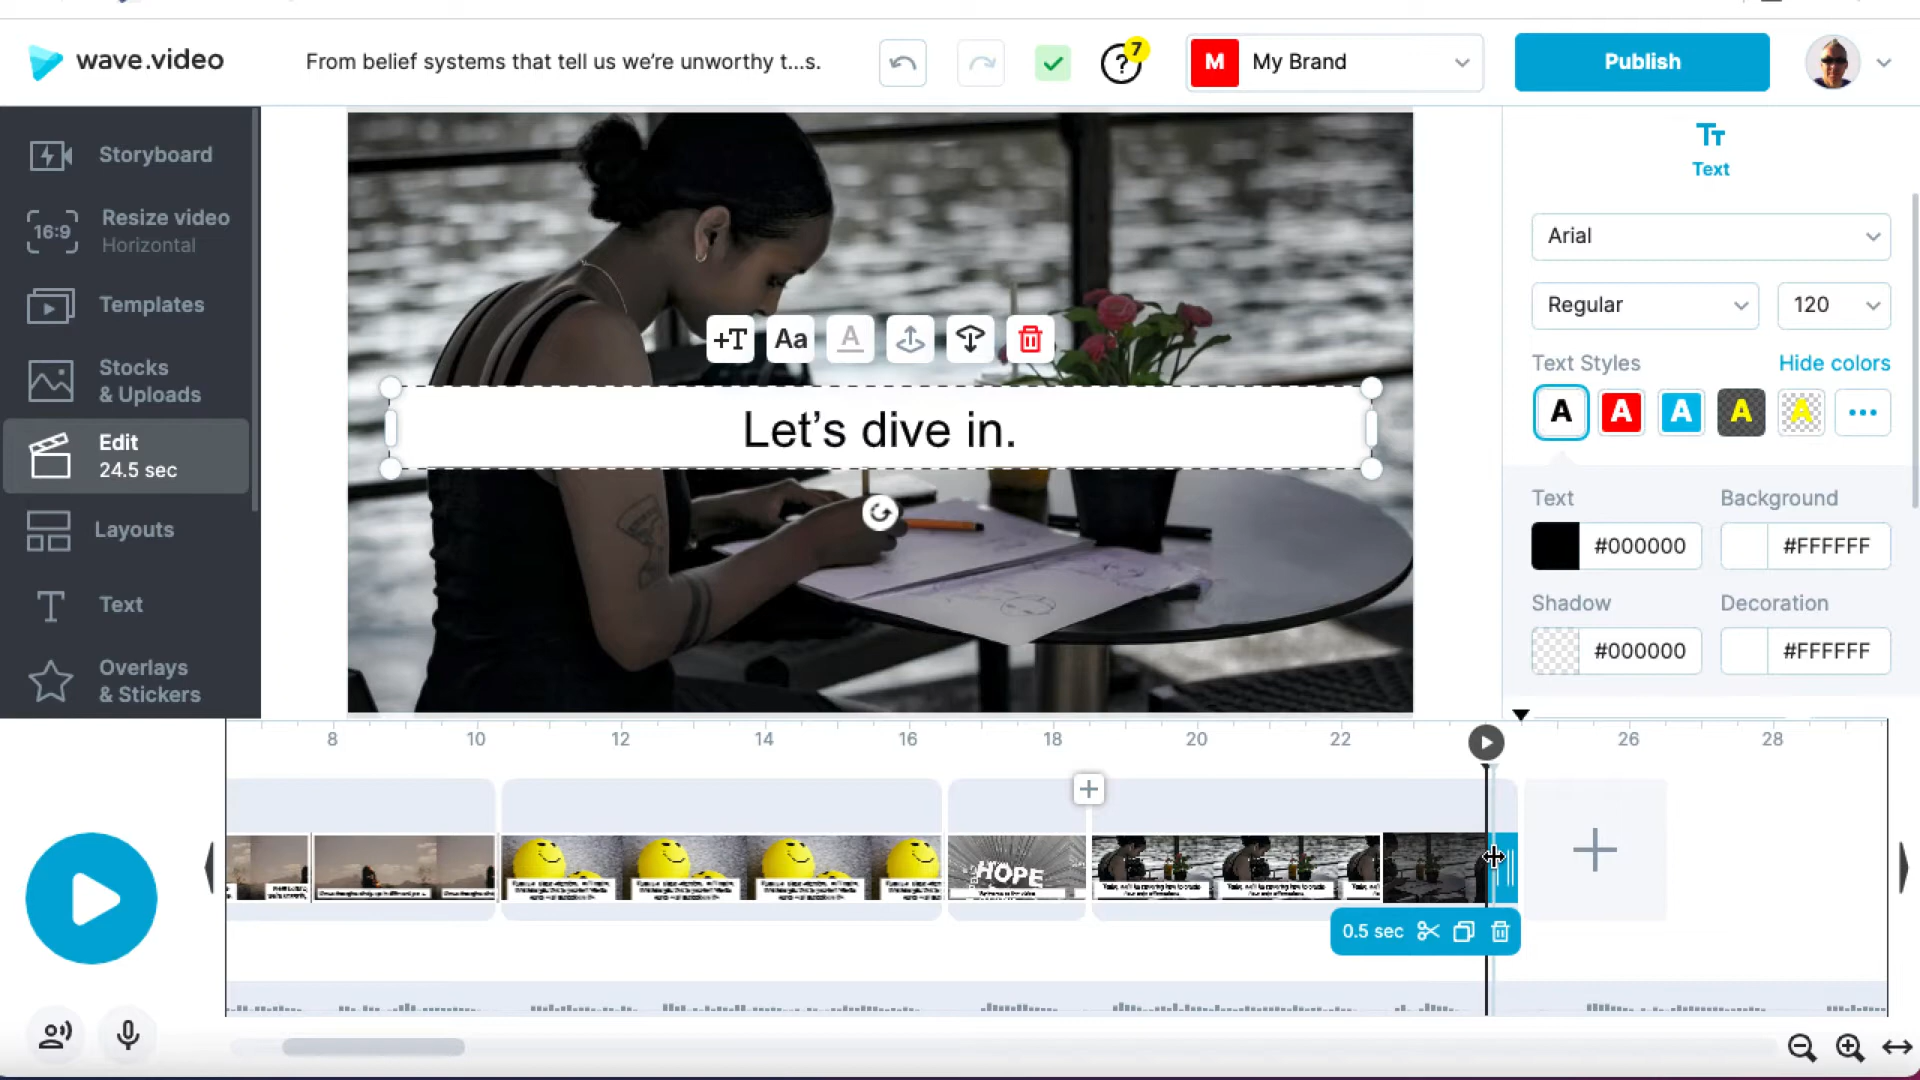 wave.video
From belief systems that tell us we’re unworthy t...s.
7
M
My Brand
Publish
Storyboard
16:9
Resize video
Horizontal
Templates
Stocks
& Uploads
Edit
24.5 sec
Layouts
Text
Overlays
& Stickers
+T
Aa
A
Let’s dive in.
Text
Arial
Regular
120
Text Styles
Hide colors
A
A
A
A
A
Text
Background
#000000
#FFFFFF
Shadow
Decoration
#000000
#FFFFFF
8
10
12
14
16
18
20
22
26
28
HOPE
0.5 sec